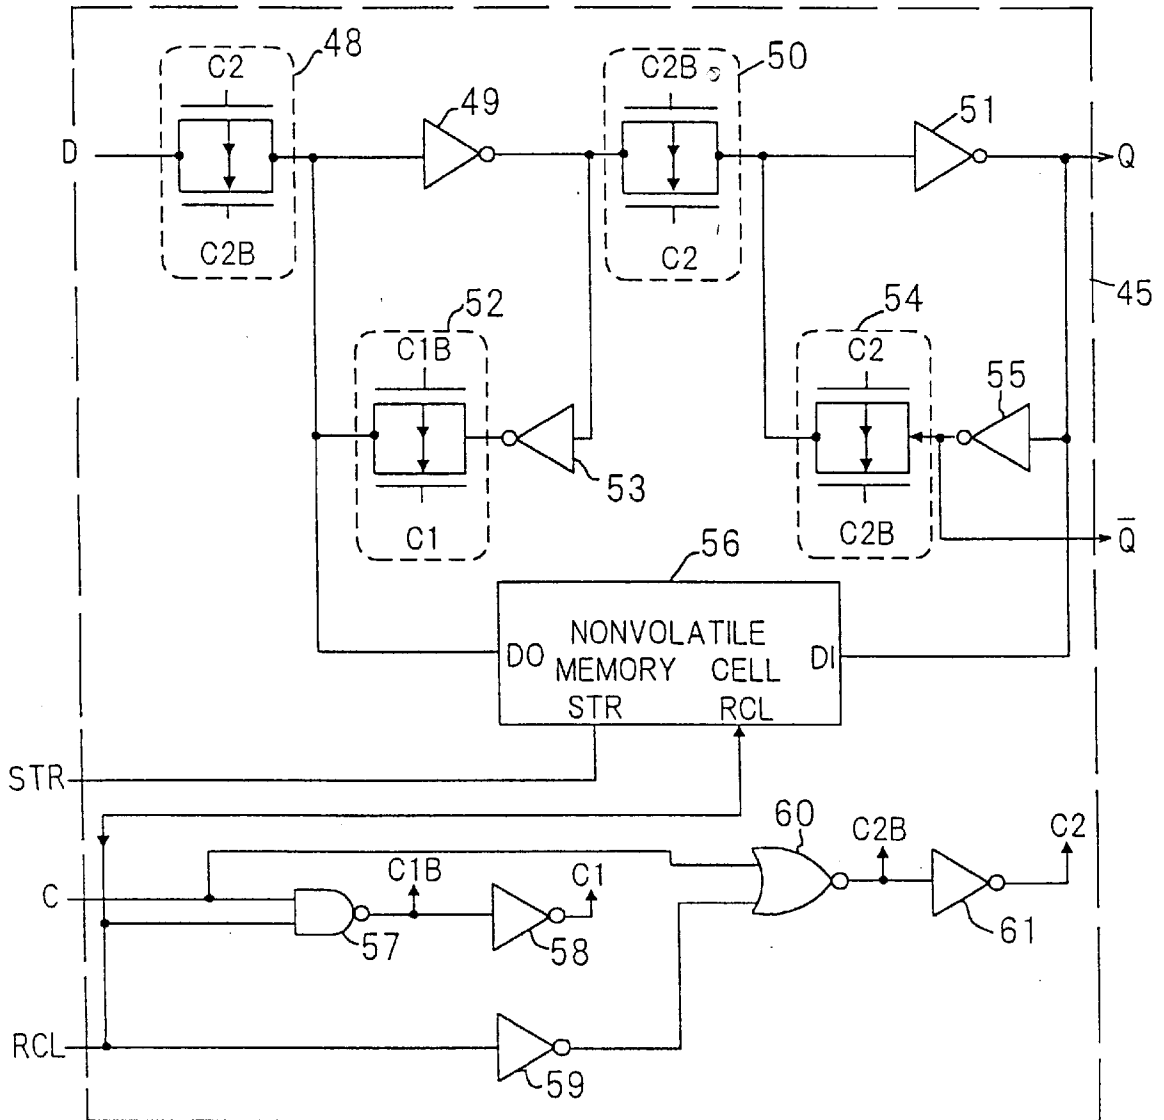 48
C2
C2B
50
49
51
D
Q
C2B
C2
45
52
C1B
54
C2
55
53
C1
C2B
Q̅
56
NONVOLATILE
DO MEMORY CELL DI
STR RCL
STR
60
C2B
C2
C1B
C1
C
57
58
61
RCL
59